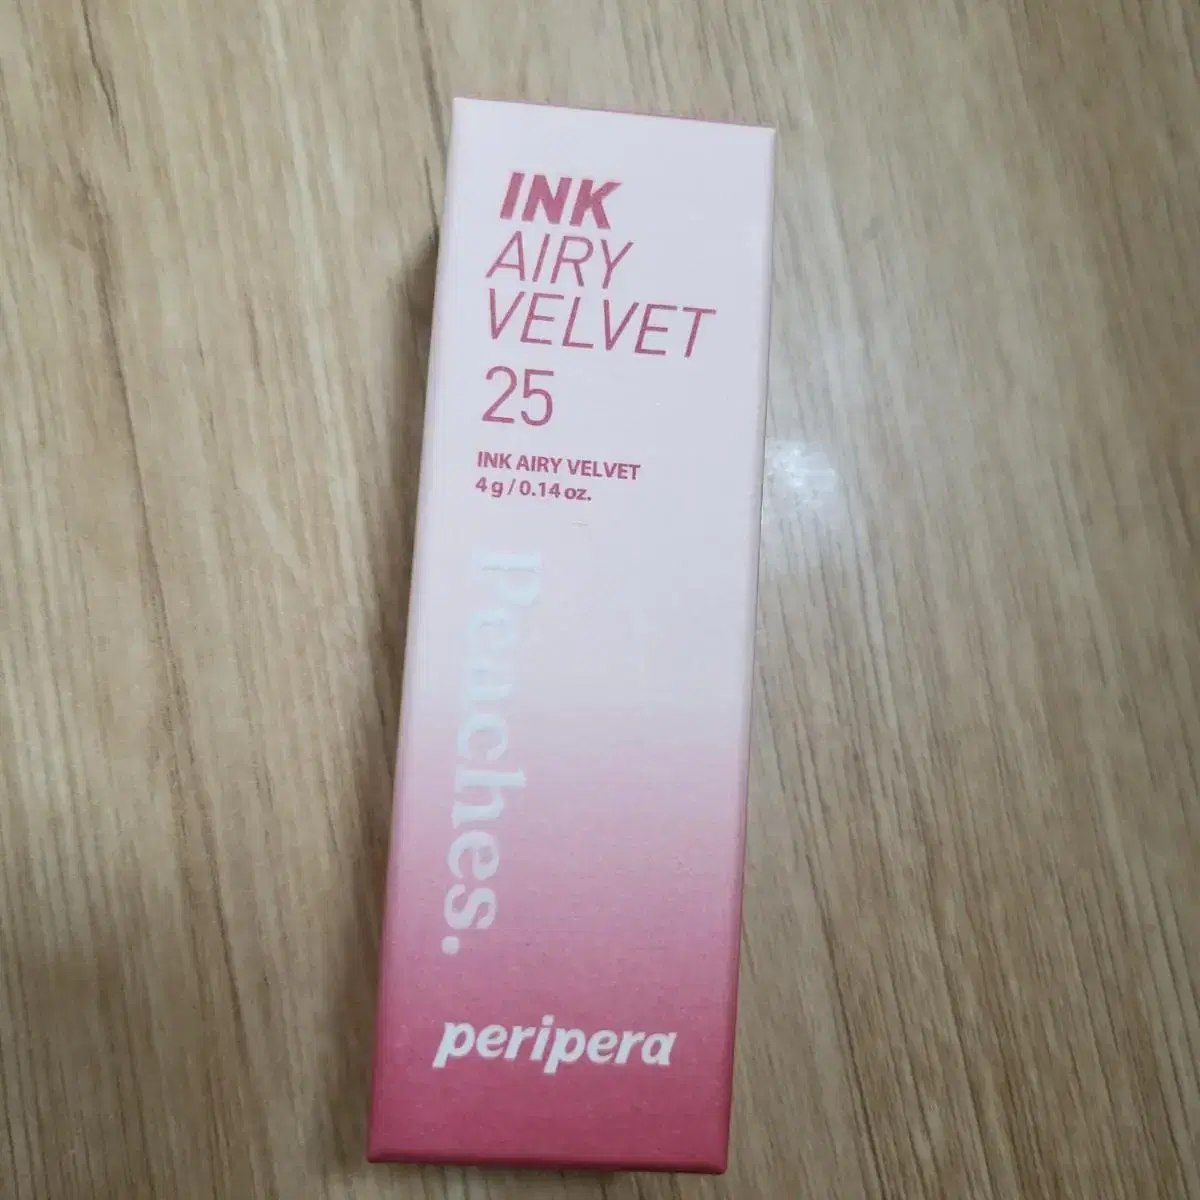 INK
AIRY
VELVET
25
INK AIRY VELVET
4 g / 0.14 oz.
Peaches.
peripera